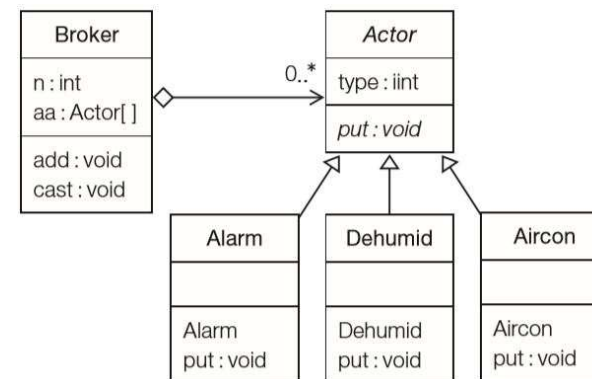 Broker
n : int
aa : Actor[ ]
add : void
cast : void
0..*
Actor
type : iint
put : void
Alarm
Alarm
put : void
Dehumid
Dehumid
put : void
Aircon
Aircon
put : void